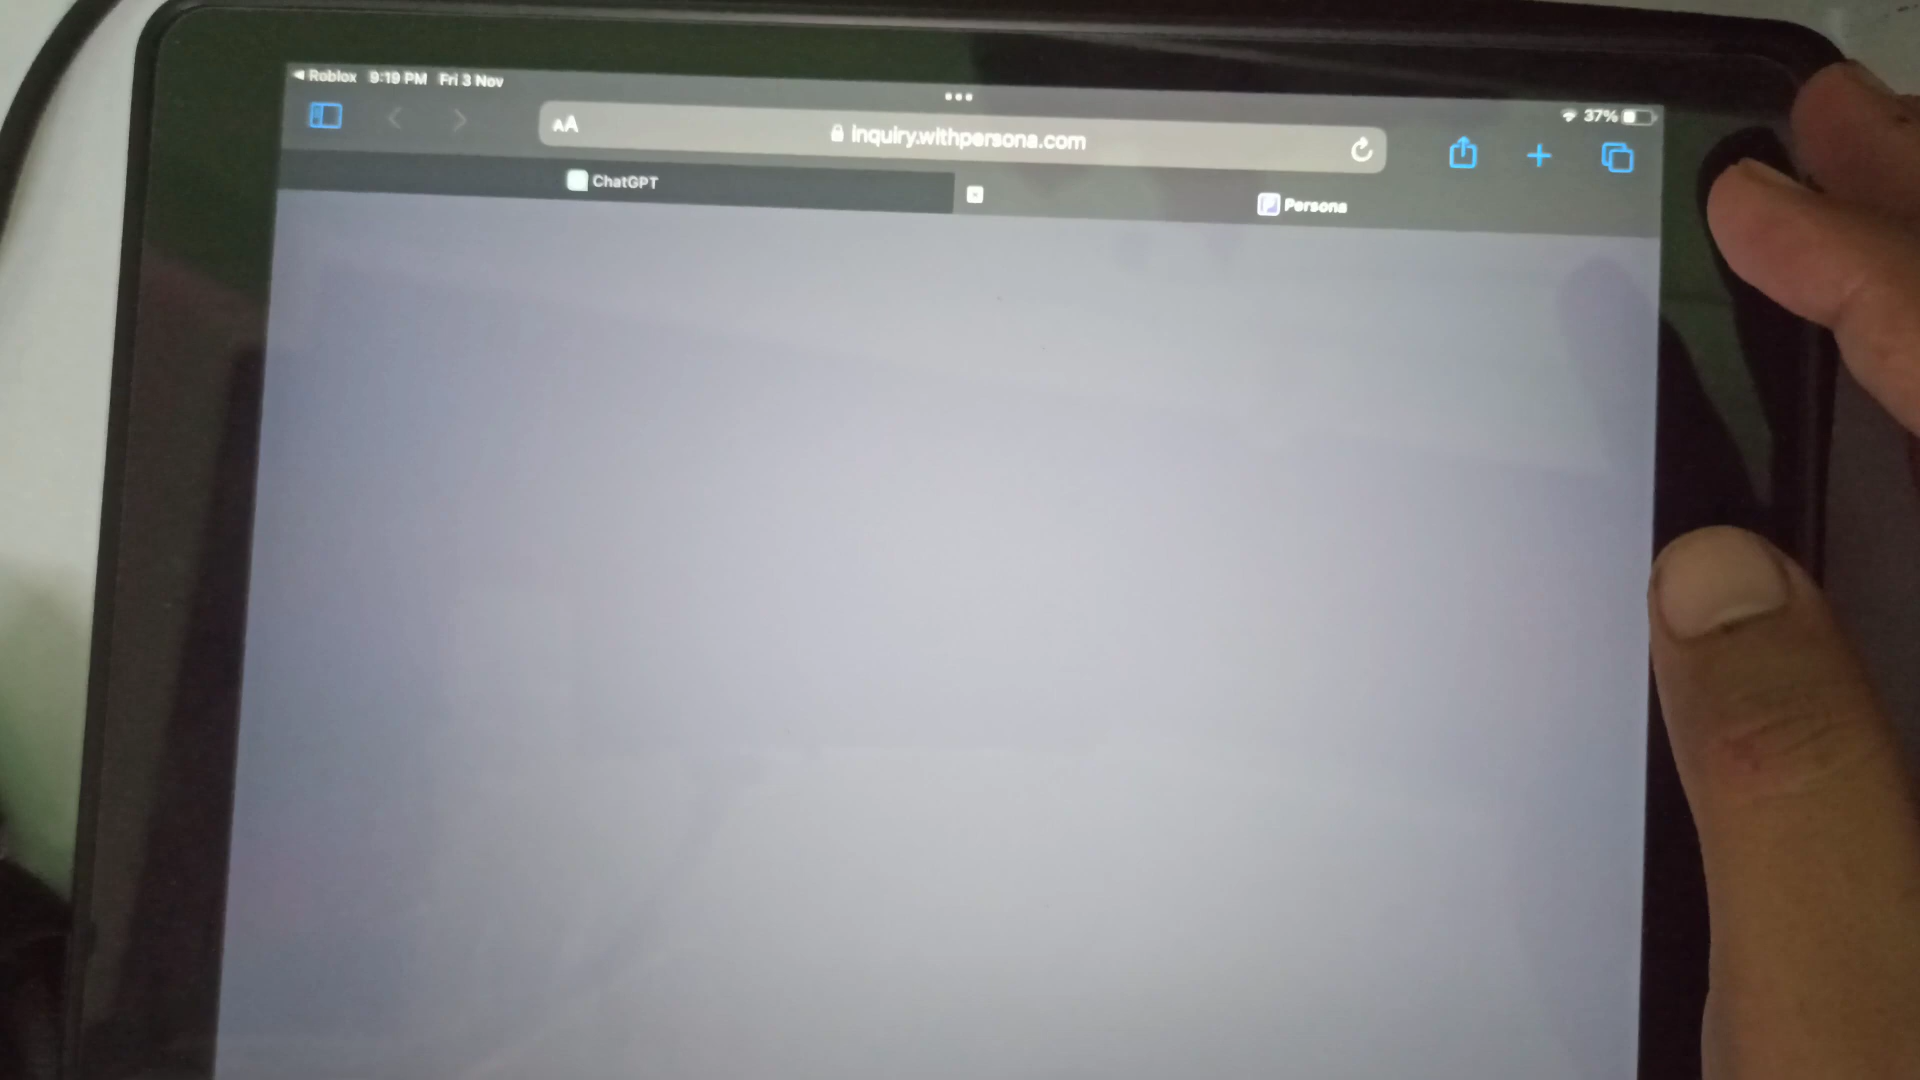 ◀ Roblox 9:19 PM Fri 3 Nov
37%
AA inquiry.withpersona.com
ChatGPT
Persona